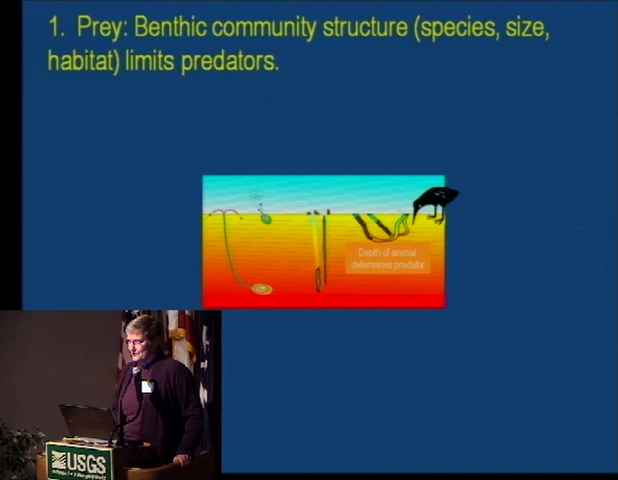 1. Prey: Benthic community structure (species, size,
habitat) limits predators.
Depth of animal
determines predator
USGS